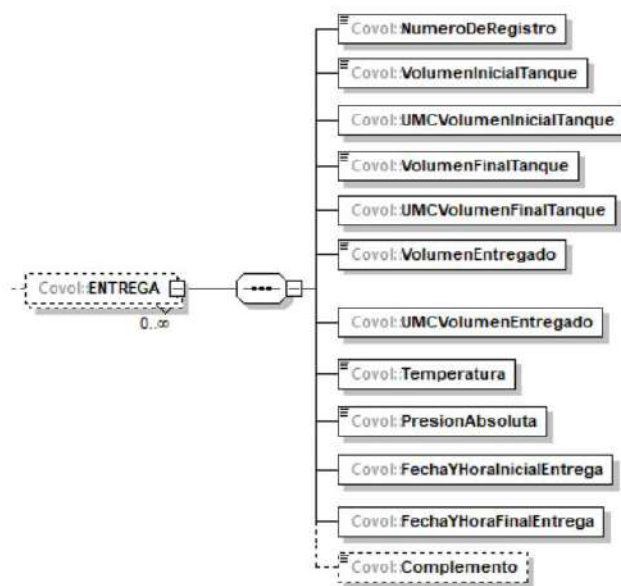 Covol::NumeroDeRegistro
Covol::VolumenInicialTanque
Covol::UMCVolumenInicialTanque
Covol::VolumenFinalTanque
Covol::UMCVolumenFinalTanque
Covol::VolumenEntregado
Covol::ENTREGA
0..∞
Covol::UMCVolumenEntregado
Covol::Temperatura
Covol::PresionAbsoluta
Covol::FechaYHoraInicialEntrega
Covol::FechaYHoraFinalEntrega
Covol::Complemento